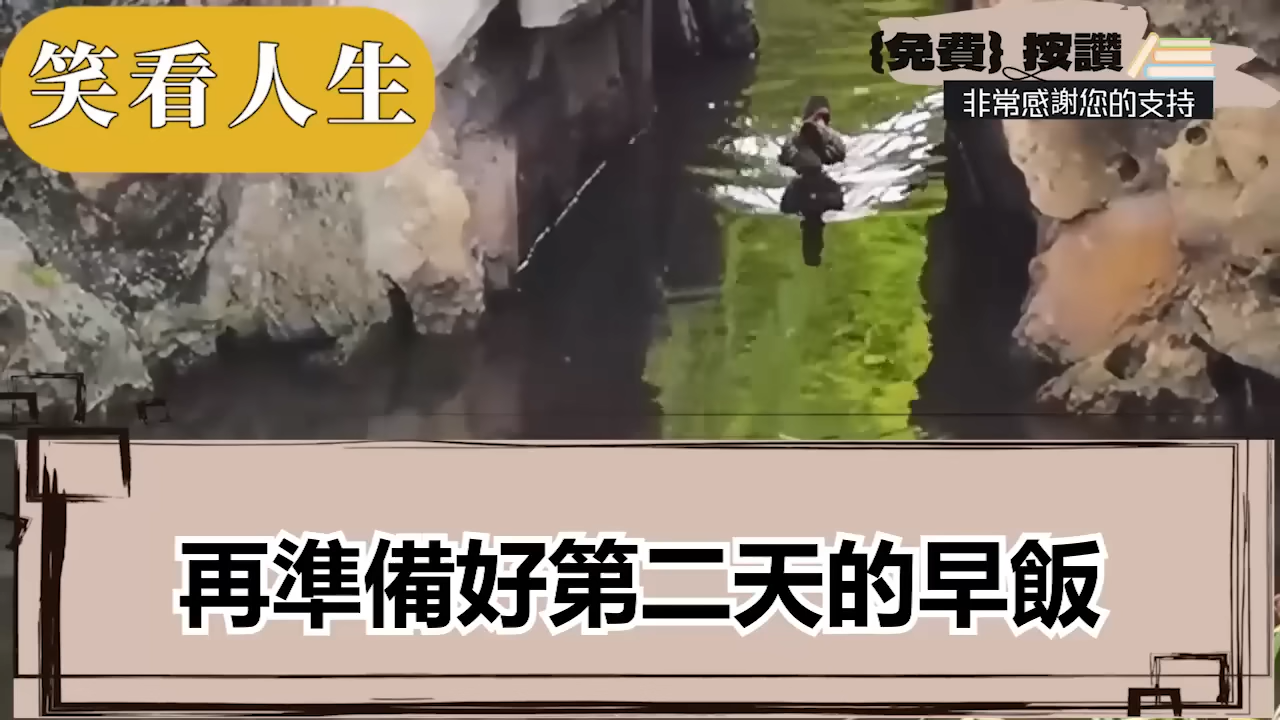 笑看人生
{免費} 按讚
非常感謝您的支持
再準備好第二天的早飯